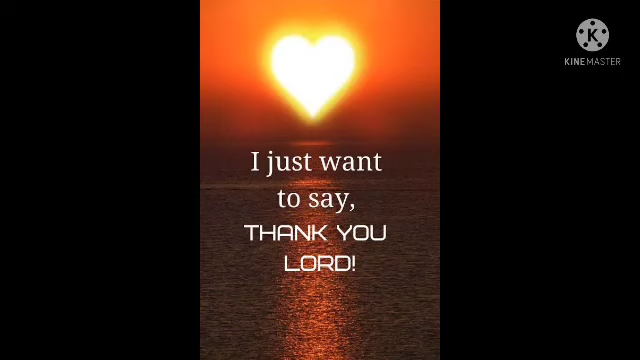 I just want
to say,
THANK YOU
LORD!
K
KINEMASTER